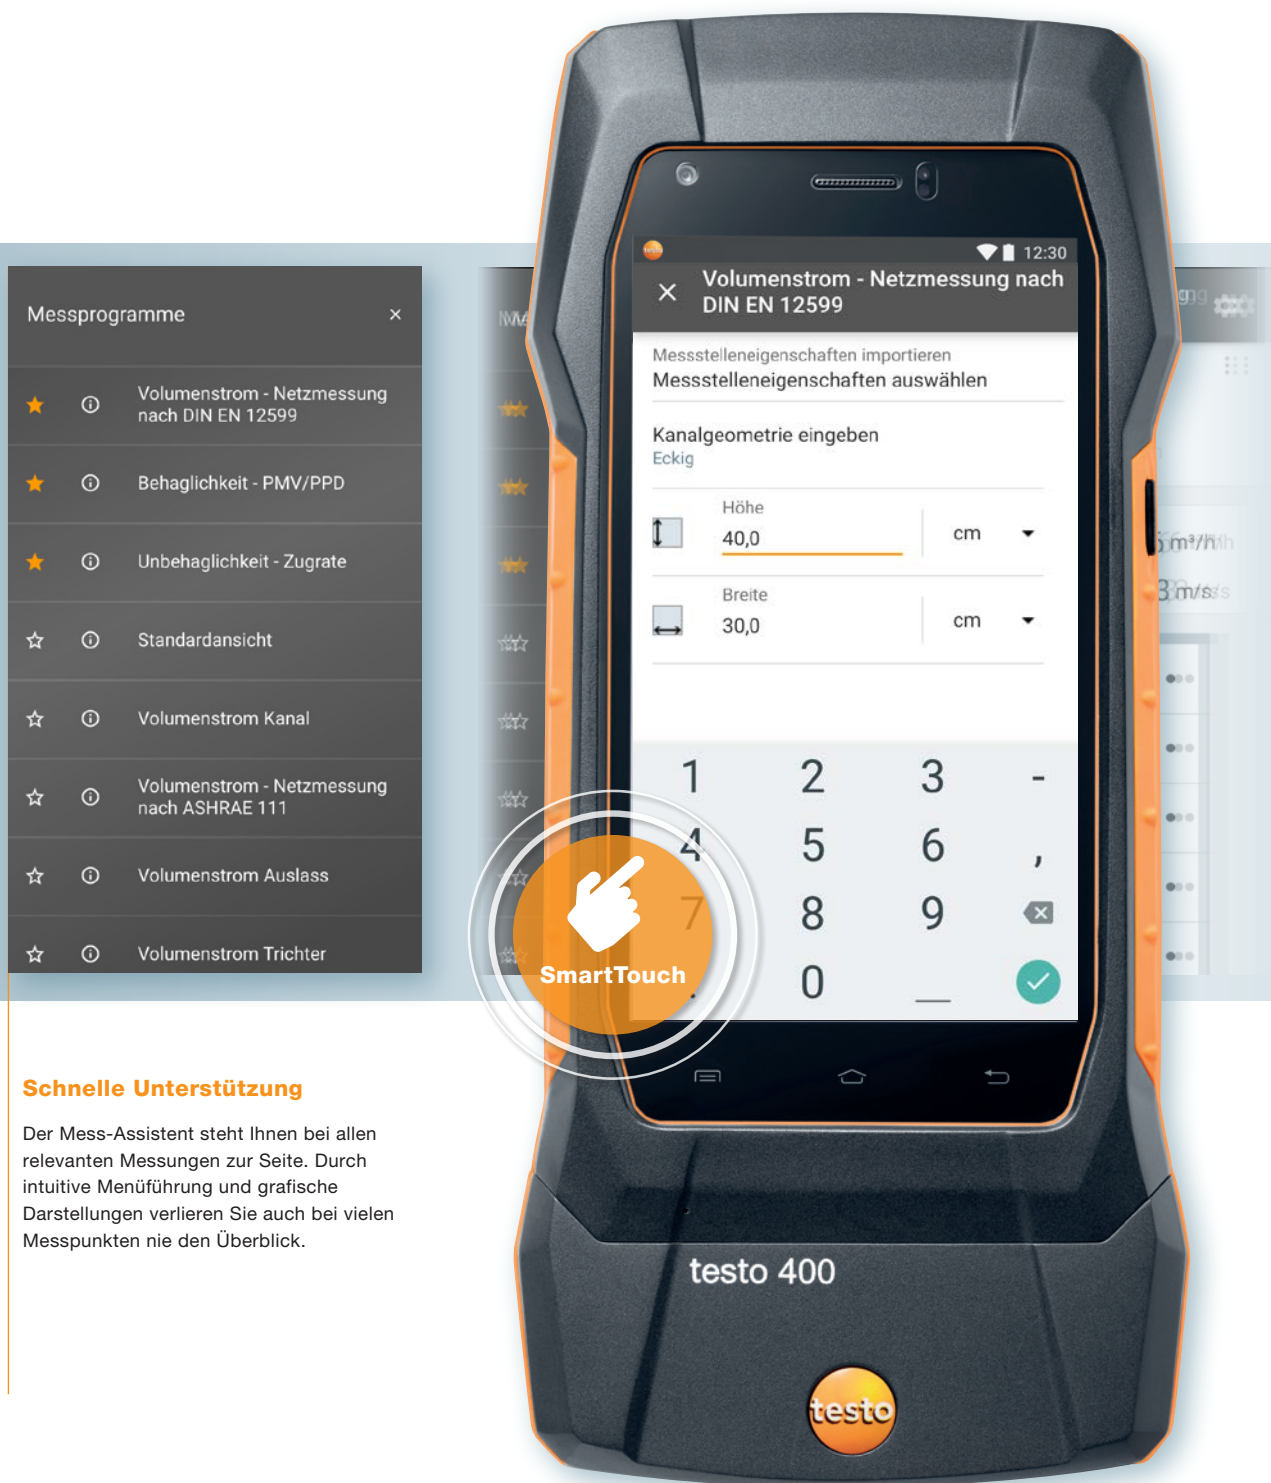 Messprogramme
Volumenstrom - Netzmessung
nach DIN EN 12599
Behaglichkeit - PMV/PPD
Unbehaglichkeit - Zugrate
Standardansicht
Volumenstrom Kanal
Volumenstrom - Netzmessung
nach ASHRAE 111
Volumenstrom Auslass
Volumenstrom Trichter
Schnelle Unterstützung
Der Mess-Assistent steht Ihnen bei allen
relevanten Messungen zur Seite. Durch
intuitive Menüführung und grafische
Darstellungen verlieren Sie auch bei vielen
Messpunkten nie den Überblick.
testo
12:30
Volumenstrom - Netzmessung nach
DIN EN 12599
Messstelleneigenschaften importieren
Messstelleneigenschaften auswählen
Kanalgeometrie eingeben
Eckig
Höhe
40,0 cm
Breite
30,0 cm
1 2 3 -
4 5 6 ,
7 8 9
. 0 _
SmartTouch
m³/h
3 m/s
testo 400
testo